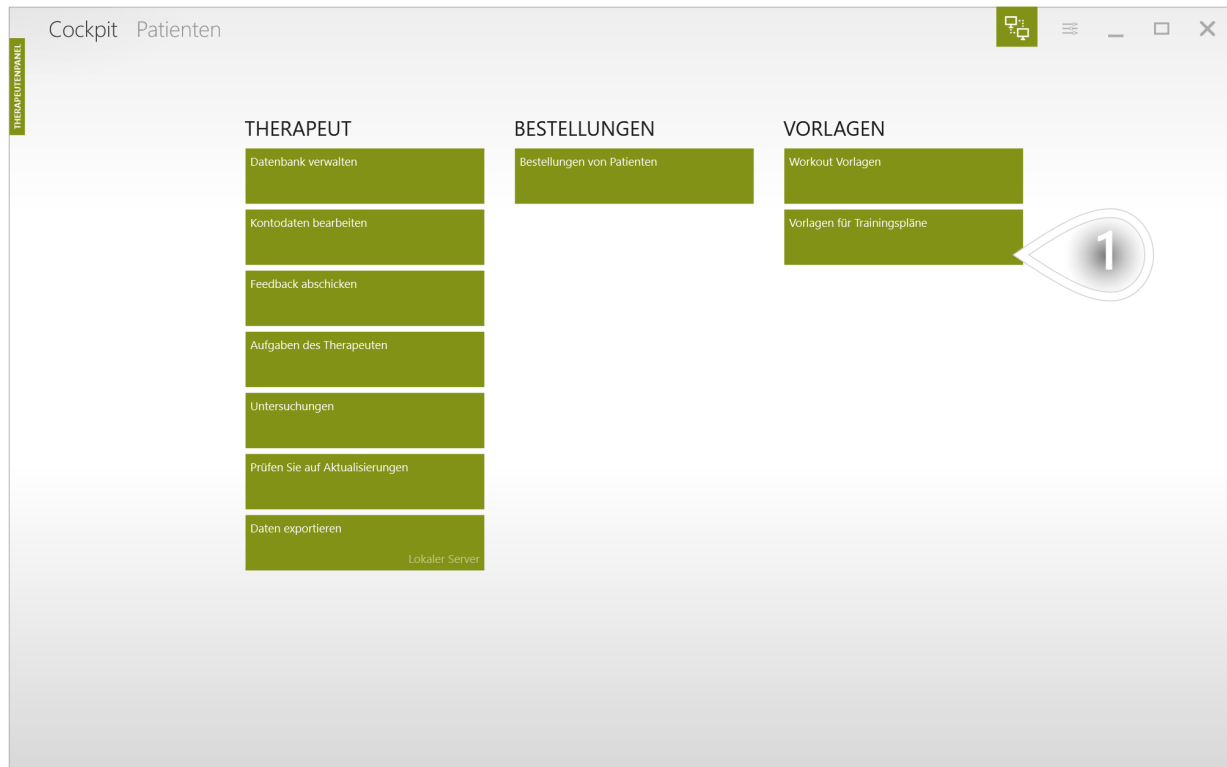 Cockpit Patienten
THERAPEUTENPANEL
THERAPEUT
Datenbank verwalten
Kontodaten bearbeiten
Feedback abschicken
Aufgaben des Therapeuten
Untersuchungen
Prüfen Sie auf Aktualisierungen
Daten exportieren
Lokaler Server
BESTELLUNGEN
Bestellungen von Patienten
VORLAGEN
Workout Vorlagen
Vorlagen für Trainingspläne
1